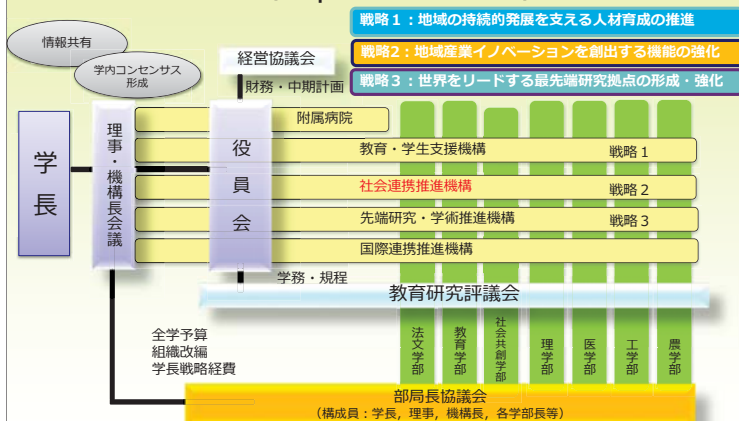 戦略1：地域の持続的発展を支える人材育成の推進
戦略2：地域産業イノベーションを創出する機能の強化
戦略3：世界をリードする最先端研究拠点の形成・強化
情報共有
学内コンセンサス
形成
経営協議会
財務・中期計画
学長
理事・機構長会議
役員会
附属病院
教育・学生支援機構
戦略1
社会連携推進機構
戦略2
先端研究・学術推進機構
戦略3
国際連携推進機構
学務・規程
教育研究評議会
全学予算
組織改編
学長戦略経費
法文学部
教育学部
社会共創学部
理学部
医学部
工学部
農学部
部局長協議会
（構成員：学長，理事，機構長，各学部長等）